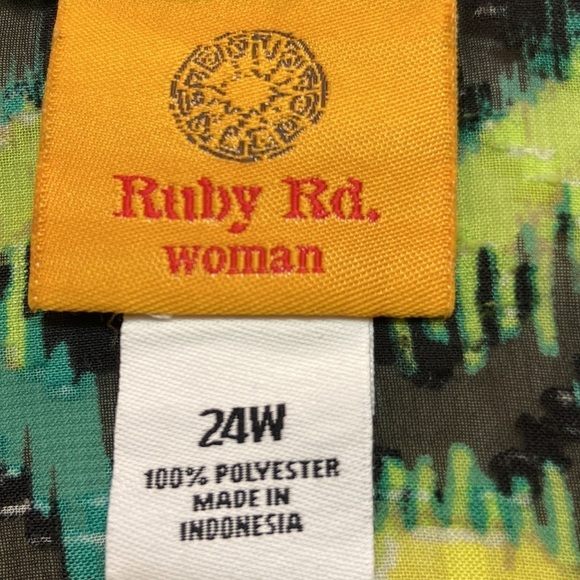 Ruby Rd.
woman
24W
100% POLYESTER
MADE IN
INDONESIA